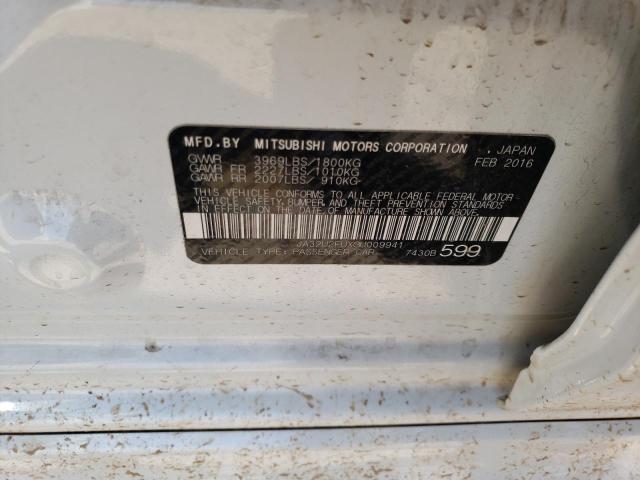 MFD.BY MITSUBISHI MOTORS CORPORATION , JAPAN
GVWR 3969LBS/1800KG FEB 2016
GAWR FR 2227LBS/1010KG
GAWR RR 2007LBS/ 910KG
THIS VEHICLE CONFORMS TO ALL APPLICABLE FEDERAL MOTOR
VEHICLE SAFETY, BUMPER, AND THEFT PREVENTION STANDARDS
IN EFFECT ON THE DATE OF MANUFACTURE SHOWN ABOVE.
JA32U2FUX9U009941
VEHICLE TYPE: PASSENGER CAR 7430B 599